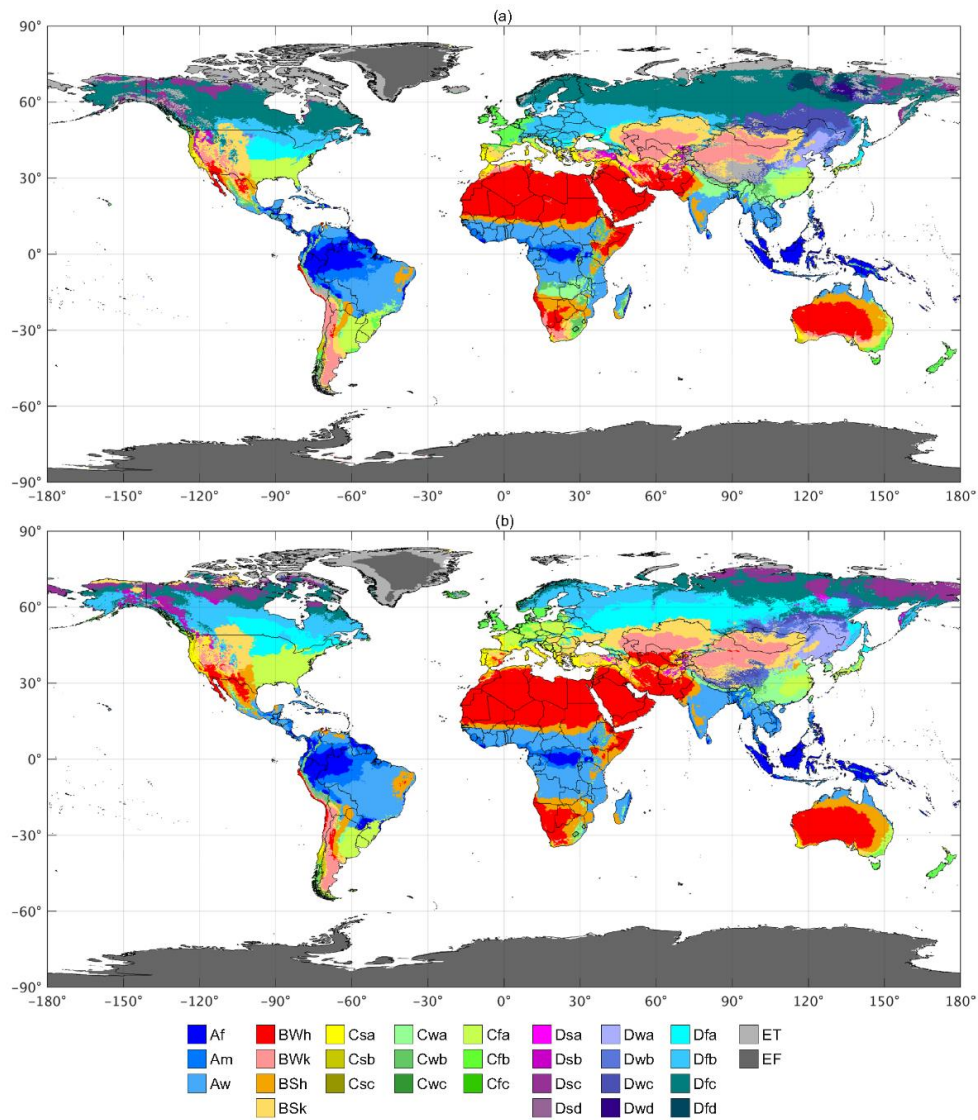 (a)
90°
60°
30°
0°
−30°
−60°
−90°
−180° −150° −120° −90° −60° −30° 0° 30° 60° 90° 120° 150° 180°
(b)
90°
60°
30°
0°
−30°
−60°
−90°
−180° −150° −120° −90° −60° −30° 0° 30° 60° 90° 120° 150° 180°
Af BWh Csa Cwa Cfa Dsa Dwa Dfa ET
Am BWk Csb Cwb Cfb Dsb Dwb Dfb EF
Aw BSh Csc Cwc Cfc Dsc Dwc Dfc
BSk Dsd Dwd Dfd